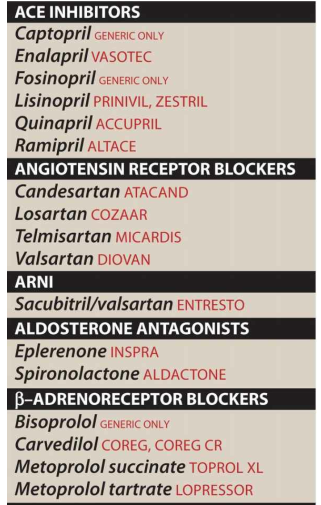 ACE INHIBITORS
Captopril GENERIC ONLY
Enalapril VASOTEC
Fosinopril GENERIC ONLY
Lisinopril PRINIVIL, ZESTRIL
Quinapril ACCUPRIL
Ramipril ALTACE
ANGIOTENSIN RECEPTOR BLOCKERS
Candesartan ATACAND
Losartan COZAAR
Telmisartan MICARDIS
Valsartan DIOVAN
ARNI
Sacubitril/valsartan ENTRESTO
ALDOSTERONE ANTAGONISTS
Eplerenone INSPRA
Spironolactone ALDACTONE
β–ADRENORECEPTOR BLOCKERS
Bisoprolol GENERIC ONLY
Carvedilol COREG, COREG CR
Metoprolol succinate TOPROL XL
Metoprolol tartrate LOPRESSOR